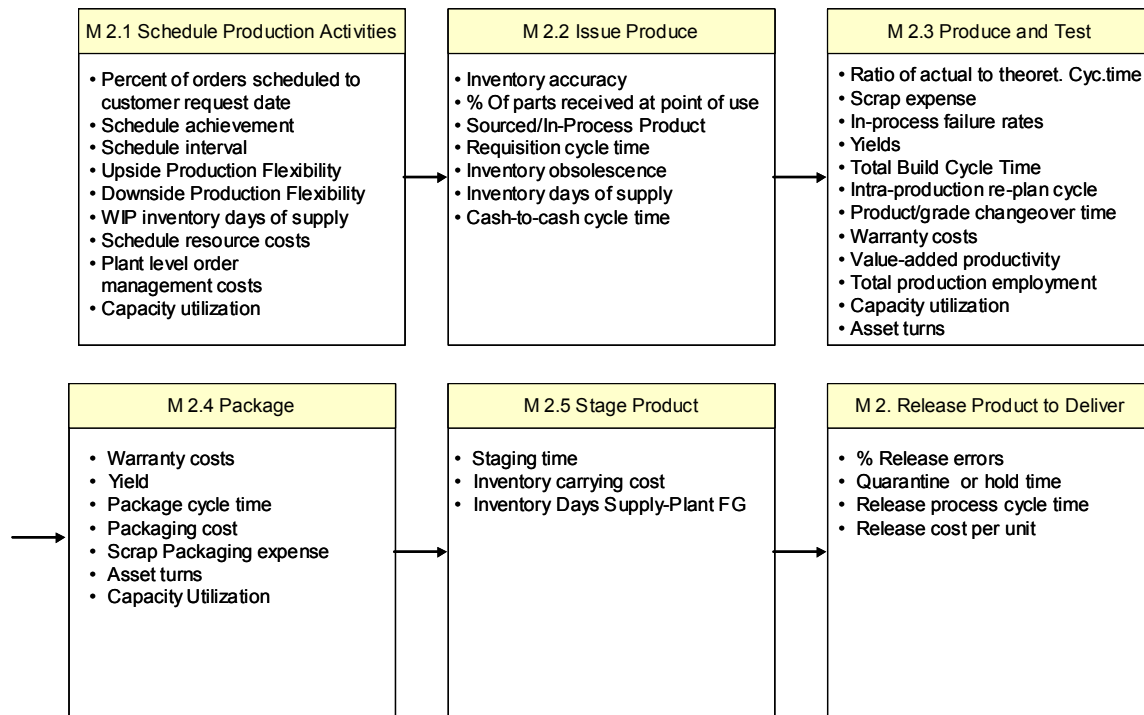 M 2.1 Schedule Production Activities
• Percent of orders scheduled to
customer request date
• Schedule achievement
• Schedule interval
• Upside Production Flexibility
• Downside Production Flexibility
• WIP inventory days of supply
• Schedule resource costs
• Plant level order
management costs
• Capacity utilization
M 2.2 Issue Produce
• Inventory accuracy
• % Of parts received at point of use
• Sourced/In-Process Product
• Requisition cycle time
• Inventory obsolescence
• Inventory days of supply
• Cash-to-cash cycle time
M 2.3 Produce and Test
• Ratio of actual to theoret. Cyc.time
• Scrap expense
• In-process failure rates
• Yields
• Total Build Cycle Time
• Intra-production re-plan cycle
• Product/grade changeover time
• Warranty costs
• Value-added productivity
• Total production employment
• Capacity utilization
• Asset turns
M 2.4 Package
• Warranty costs
• Yield
• Package cycle time
• Packaging cost
• Scrap Packaging expense
• Asset turns
• Capacity Utilization
M 2.5 Stage Product
• Staging time
• Inventory carrying cost
• Inventory Days Supply-Plant FG
M 2. Release Product to Deliver
• % Release errors
• Quarantine or hold time
• Release process cycle time
• Release cost per unit